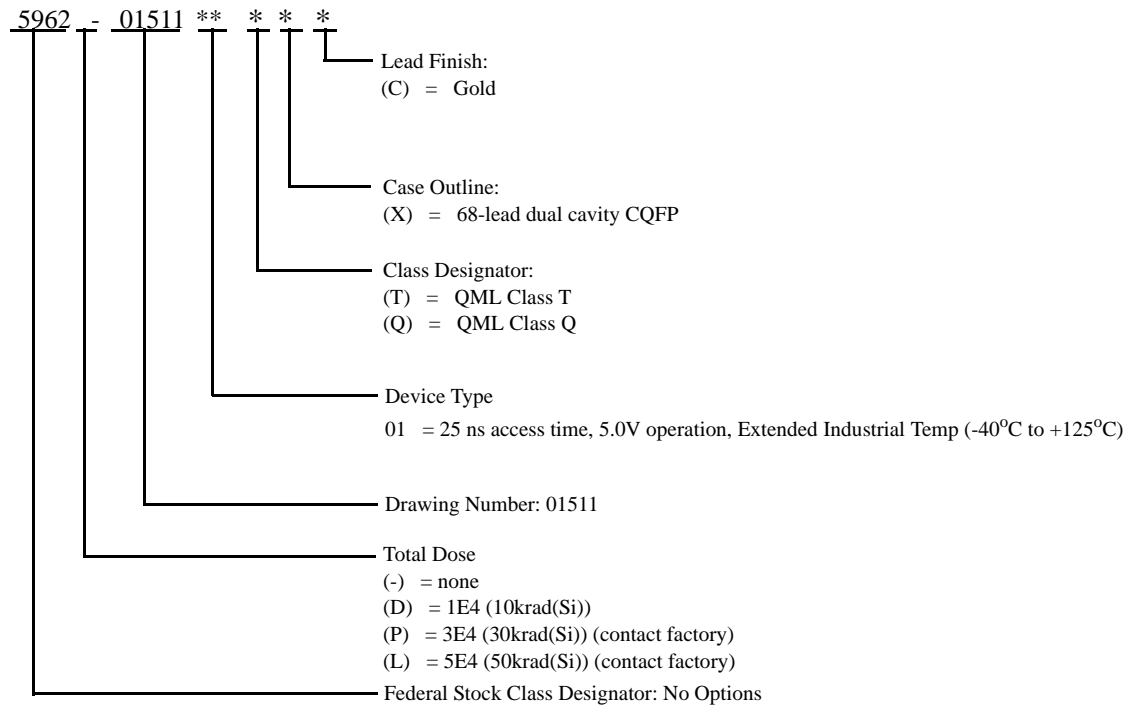 5962 - 01511 ** * * *
Lead Finish:
(C) = Gold
Case Outline:
(X) = 68-lead dual cavity CQFP
Class Designator:
(T) = QML Class T
(Q) = QML Class Q
Device Type
01 = 25 ns access time, 5.0V operation, Extended Industrial Temp (-40°C to +125°C)
Drawing Number: 01511
Total Dose
(-) = none
(D) = 1E4 (10krad(Si))
(P) = 3E4 (30krad(Si)) (contact factory)
(L) = 5E4 (50krad(Si)) (contact factory)
Federal Stock Class Designator: No Options